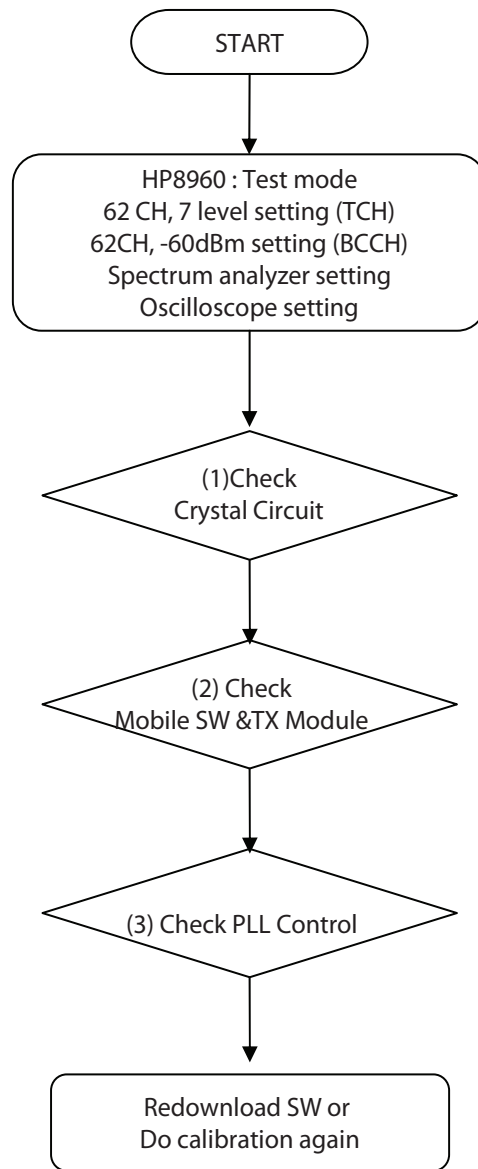 START
HP8960 : Test mode
62 CH, 7 level setting (TCH)
62CH, -60dBm setting (BCCH)
Spectrum analyzer setting
Oscilloscope setting
(1)Check
Crystal Circuit
(2) Check
Mobile SW &TX Module
(3) Check PLL Control
Redownload SW or
Do calibration again